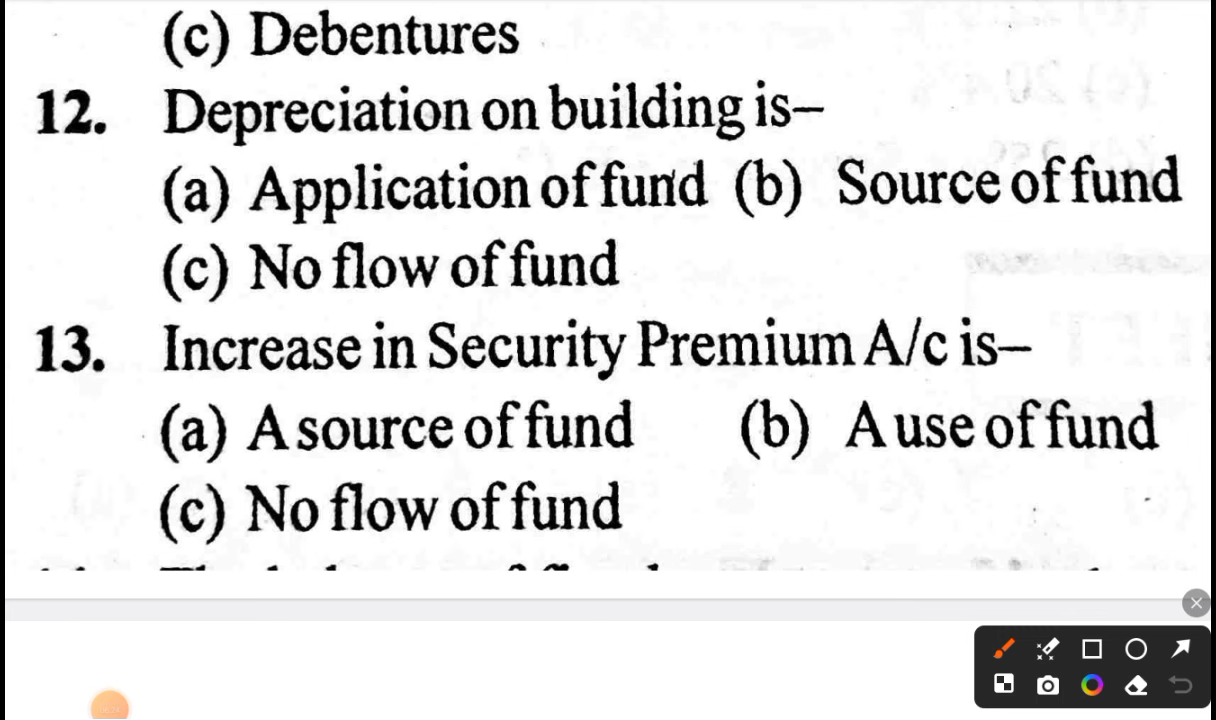 (c) Debentures
12. Depreciation on building is–
(a) Application of fund (b) Source of fund
(c) No flow of fund
13. Increase in Security Premium A/c is–
(a) A source of fund (b) A use of fund
(c) No flow of fund